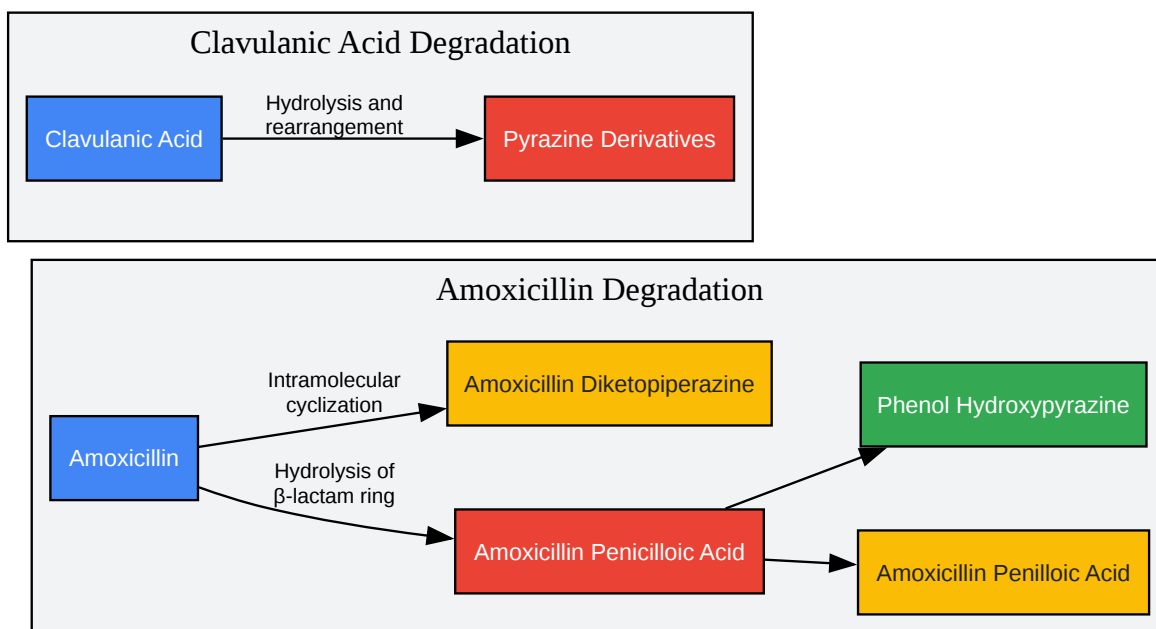 Clavulanic Acid Degradation
Clavulanic Acid
Hydrolysis and
rearrangement
Pyrazine Derivatives
Amoxicillin Degradation
Amoxicillin
Intramolecular
cyclization
Amoxicillin Diketopiperazine
Hydrolysis of
β-lactam ring
Amoxicillin Penicilloic Acid
Phenol Hydroxypyrazine
Amoxicillin Penilloic Acid